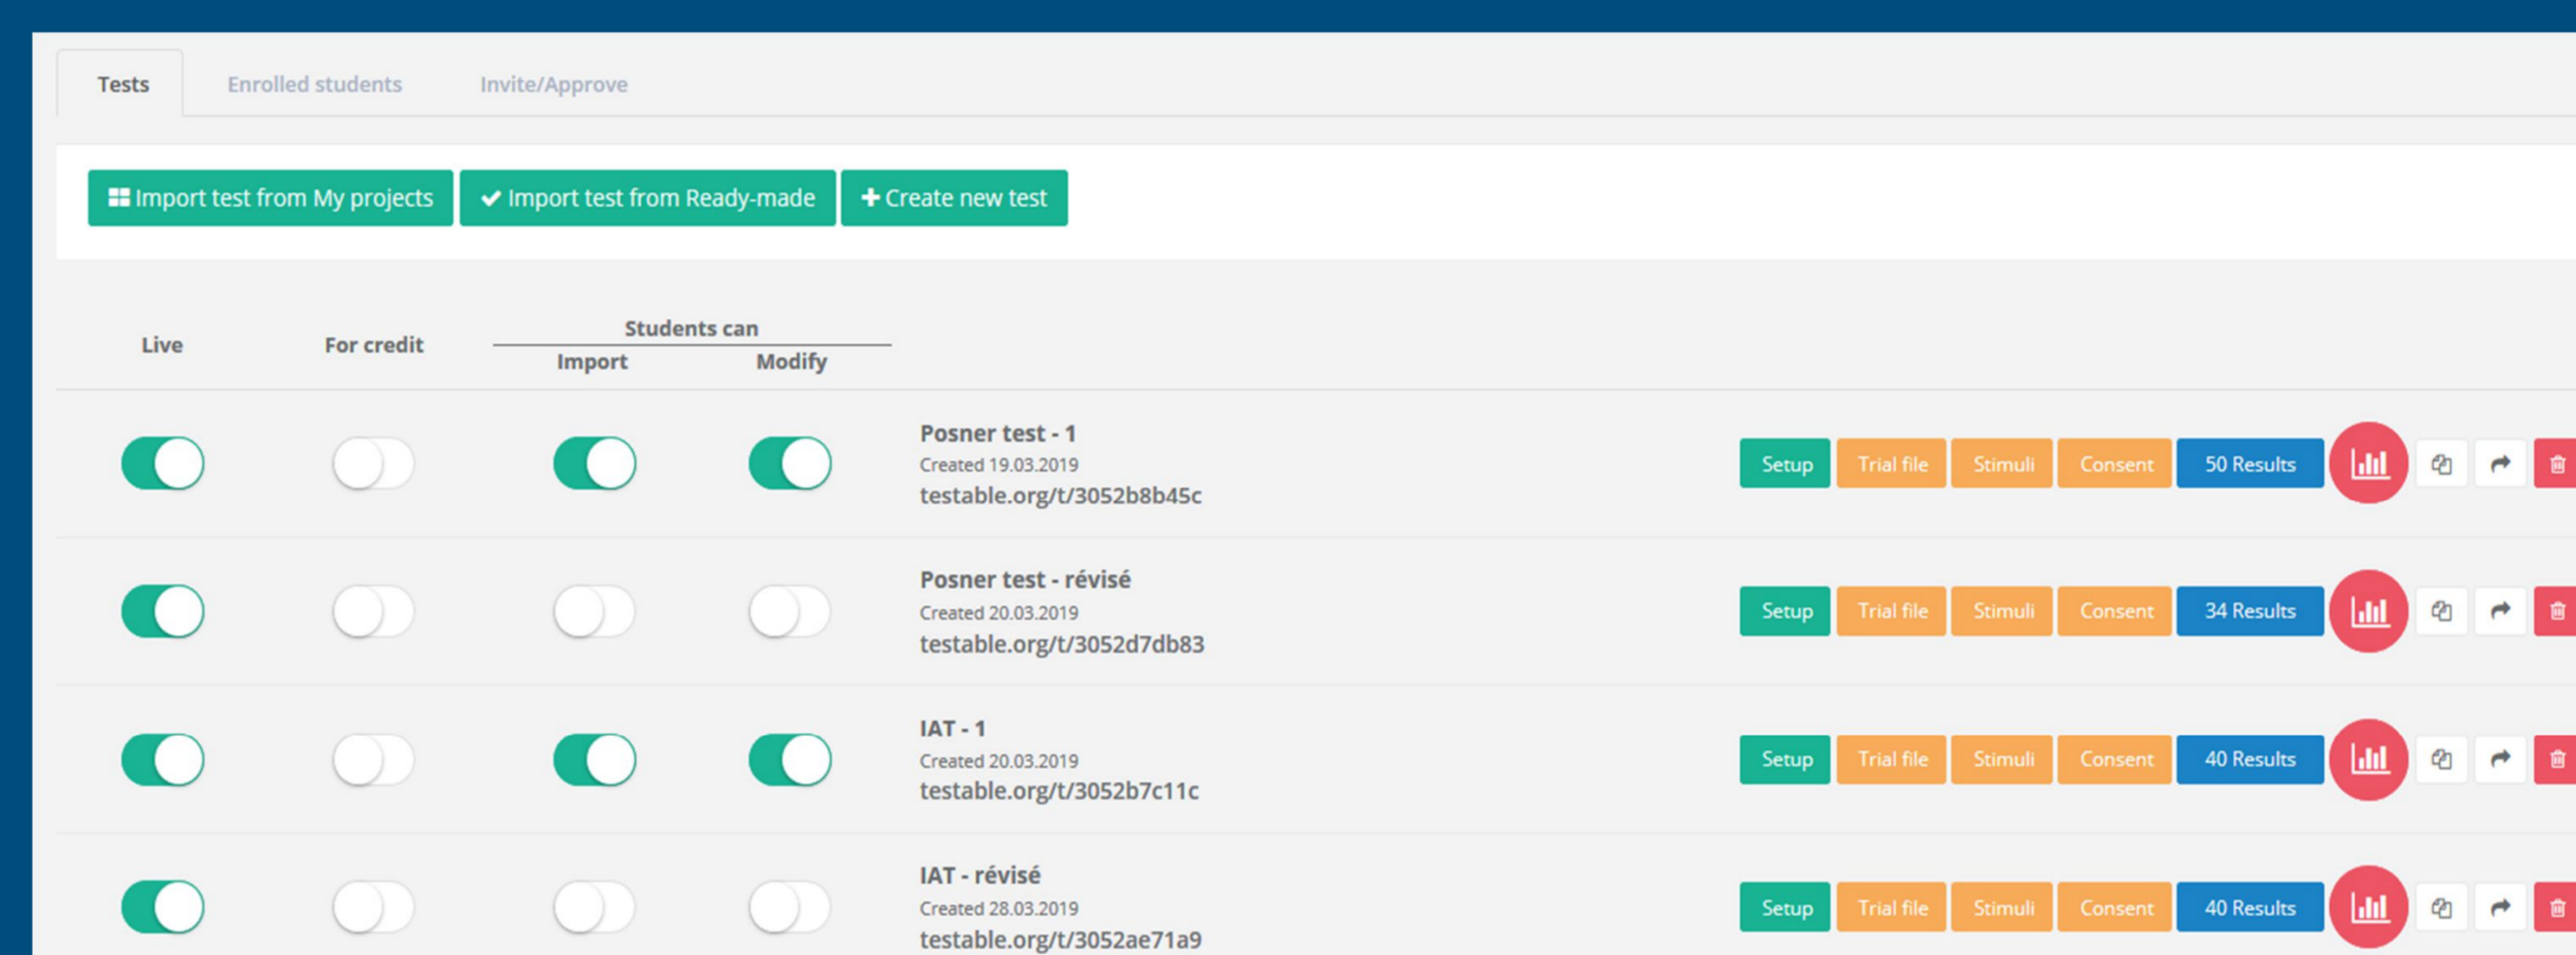 Tests Enrolled students Invite/Approve
Import test from My projects Import test from Ready-made Create new test
Students can
Live For credit
Import Modify
Posner test - 1
Created 19.03.2019
testable.org/t/3052b8b45c
Setup Trial file Stimuli Consent 50 Results
Posner test - révisé
Created 20.03.2019
testable.org/t/3052d7db83
Setup Trial file Stimuli Consent 34 Results
IAT - 1
Created 20.03.2019
testable.org/t/3052b7c11c
Setup Trial file Stimuli Consent 40 Results
IAT - révisé
Created 28.03.2019
testable.org/t/3052ae71a9
Setup Trial file Stimuli Consent 40 Results